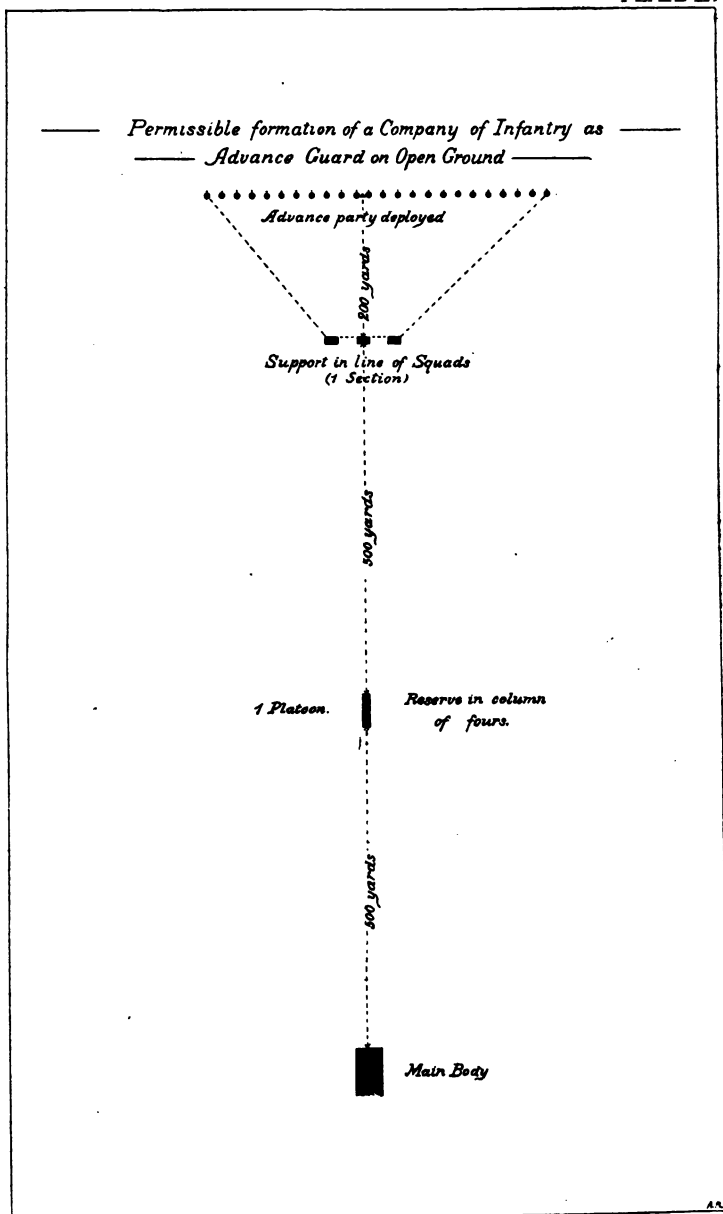 Permissible formation of a Company of Infantry as
Advance Guard on Open Ground
Advance party deployed
200 yards
Support in line of Squads
(1 Section)
500 yards
1 Platoon.
Reserve in column
of fours.
500 yards
Main Body